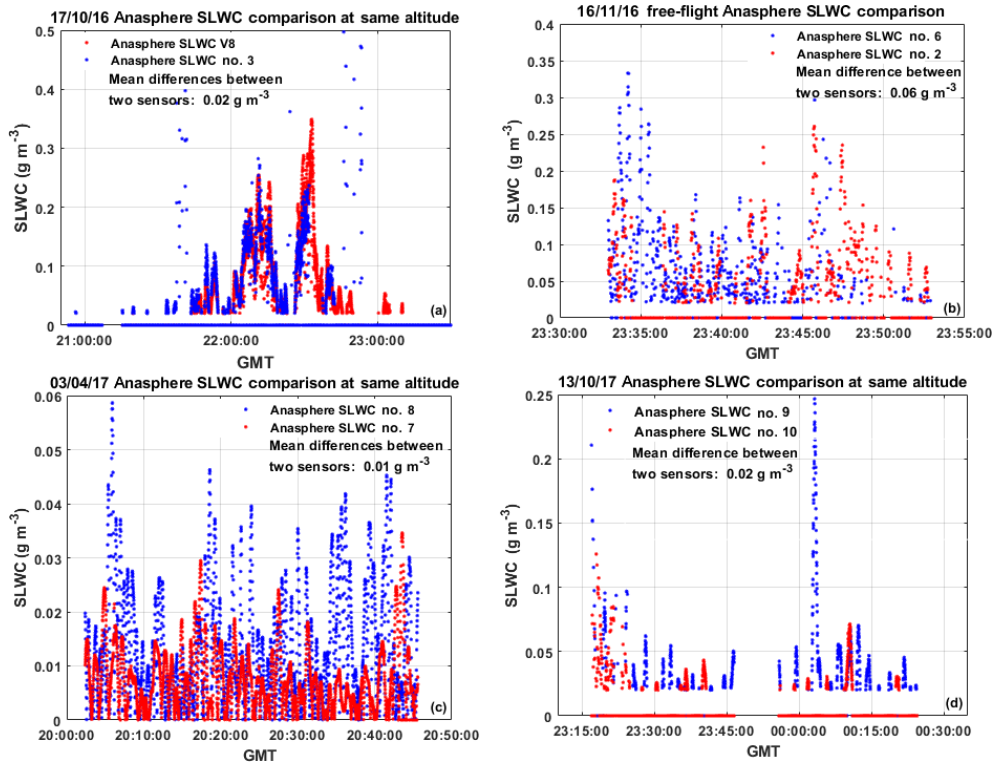 17/10/16 Anasphere SLWC comparison at same altitude
0.5
0.4
0.3
0.2
0.1
0
SLWC (g m-3)
Anasphere SLWC V8
Anasphere SLWC no. 3
Mean differences between
two sensors: 0.02 g m-3
(a)
21:00:00 22:00:00 23:00:00
GMT
16/11/16 free-flight Anasphere SLWC comparison
0.4
0.35
0.3
0.25
0.2
0.15
0.1
0.05
0
SLWC (g m-3)
Anasphere SLWC no. 6
Anasphere SLWC no. 2
Mean difference between
two sensors: 0.06 g m-3
(b)
23:30:00 23:35:00 23:40:00 23:45:00 23:50:00 23:55:00
GMT
03/04/17 Anasphere SLWC comparison at same altitude
0.06
0.05
0.04
0.03
0.02
0.01
0
SLWC (g m-3)
Anasphere SLWC no. 8
Anasphere SLWC no. 7
Mean differences between
two sensors: 0.01 g m-3
(c)
20:00:00 20:10:00 20:20:00 20:30:00 20:40:00 20:50:00
GMT
13/10/17 Anasphere SLWC comparison at same altitude
0.25
0.2
0.15
0.1
0.05
0
SLWC (g m-3)
Anasphere SLWC no. 9
Anasphere SLWC no. 10
Mean difference between
two sensors: 0.02 g m-3
(d)
23:15:00 23:30:00 23:45:00 00:00:00 00:15:00 00:30:00
GMT